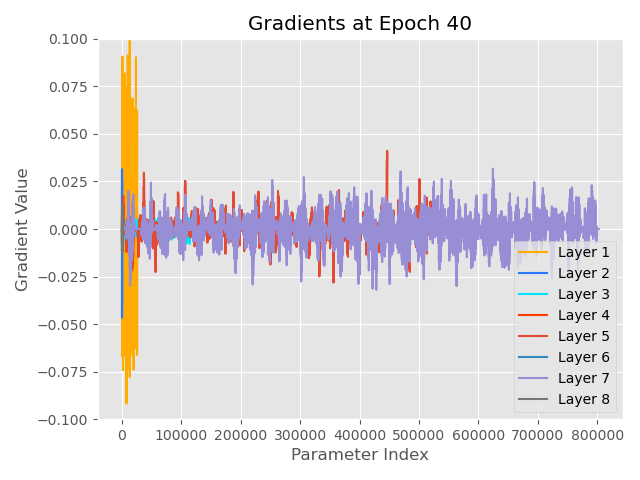 Gradients at Epoch 40
0.100
0.075
0.050
0.025
0.000
−0.025
−0.050
−0.075
−0.100
Gradient Value
Layer 1
Layer 2
Layer 3
Layer 4
Layer 5
Layer 6
Layer 7
Layer 8
0 100000 200000 300000 400000 500000 600000 700000 800000
Parameter Index